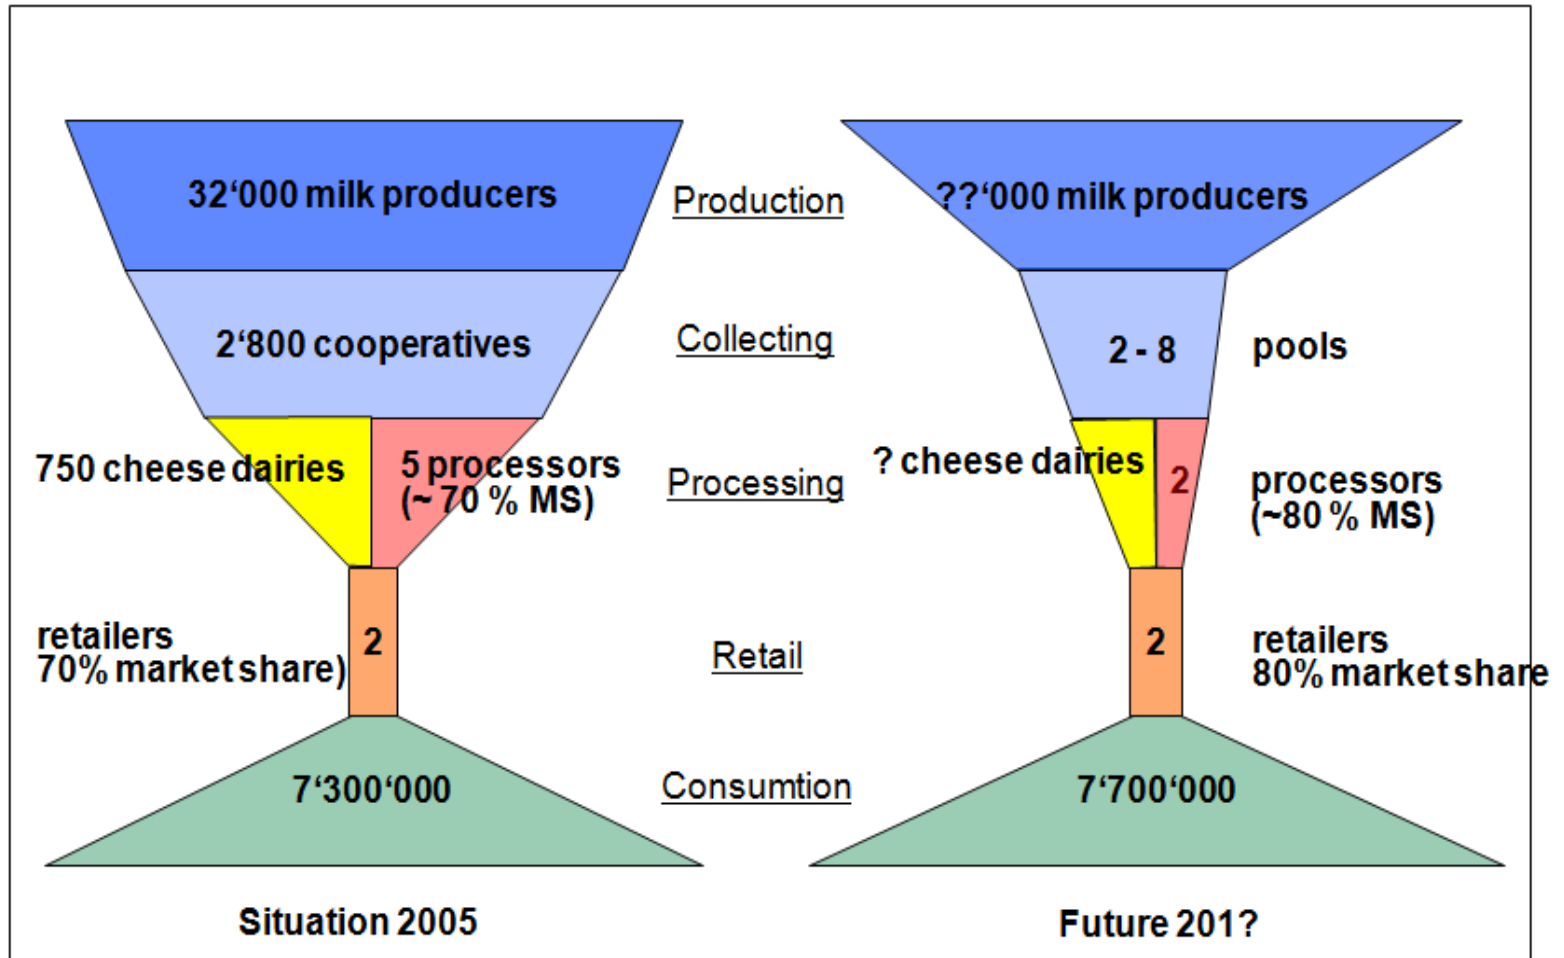 32‘000 milk producers
Production
??‘000 milk producers
2‘800 cooperatives
Collecting
2 - 8
pools
750 cheese dairies
5 processors
(~ 70 % MS)
Processing
? cheese dairies
2
processors
(~80 % MS)
retailers
70% market share)
2
Retail
2
retailers
80% market share
7‘300‘000
Consumtion
7‘700‘000
Situation 2005
Future 201?